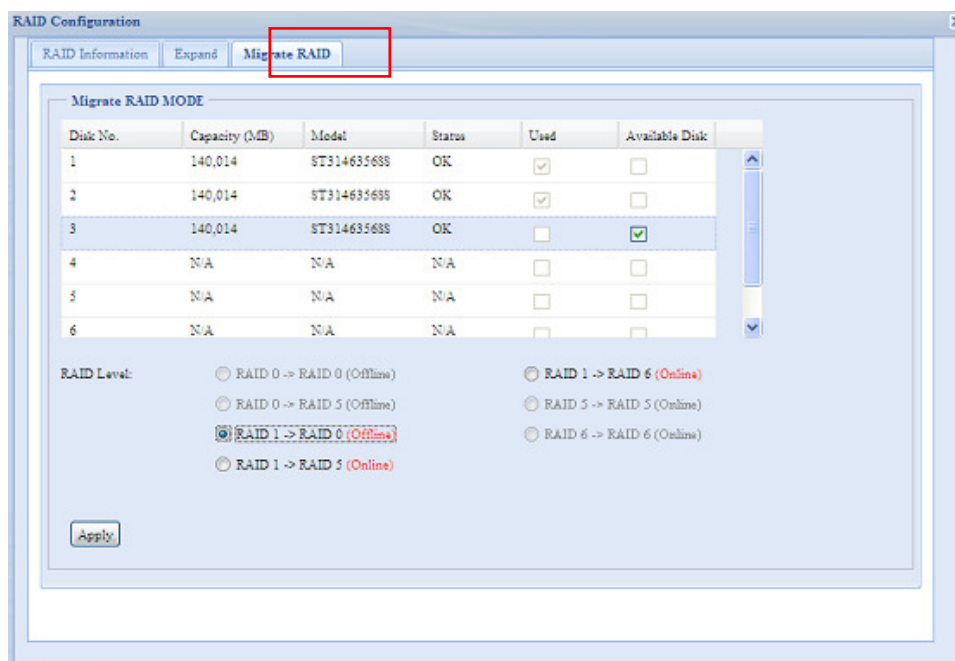 RAID Configuration
RAID Information Expand Migrate RAID
Migrate RAID MODE
Disk No. Capacity (MB) Model Status Used Available Disk
1 140,014 ST314635688 OK
2 140,014 ST314635688 OK
3 140,014 ST314635688 OK
4 N/A N/A N/A
5 N/A N/A N/A
6 N/A N/A N/A
RAID Level: RAID 0 -> RAID 0 (Offline) RAID 1 -> RAID 6 (Online)
RAID 0 -> RAID 5 (Offline) RAID 5 -> RAID 5 (Online)
RAID 1 -> RAID 0 (Offline) RAID 6 -> RAID 6 (Online)
RAID 1 -> RAID 5 (Online)
Apply